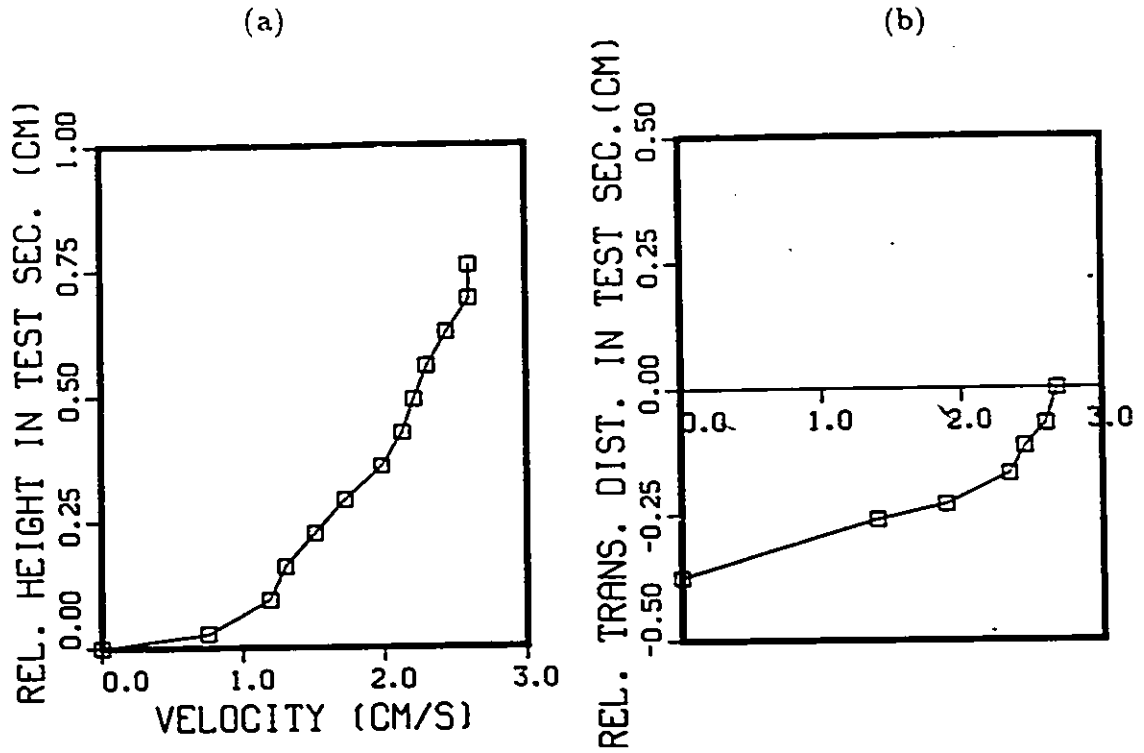 (a)
REL. HEIGHT IN TEST SEC. (CM)
1.00
0.75
0.50
0.25
0.00
0.0 1.0 2.0 3.0
VELOCITY (CM/S)
(b)
REL. TRANS. DIST. IN TEST SEC.(CM)
0.50
0.25
0.00
-0.25
-0.50
0.0 1.0 2.0 3.0